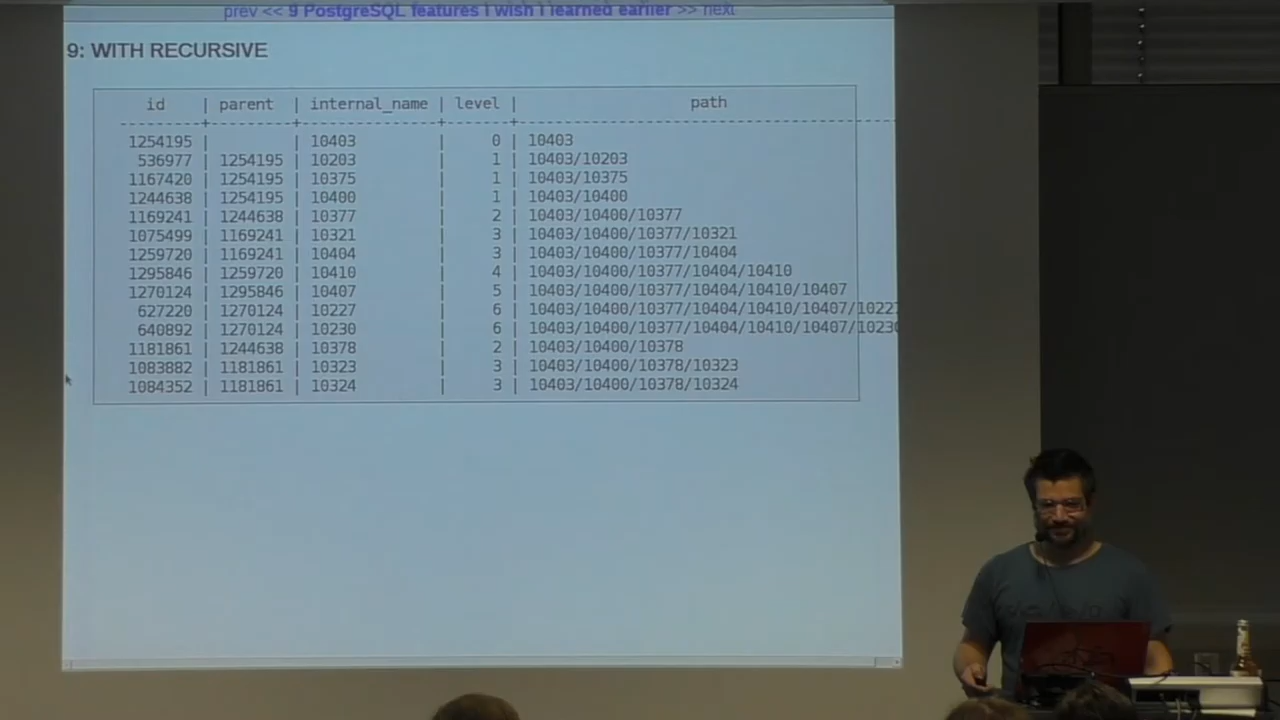 prev << 9 PostgreSQL features I wish I learned earlier >> next
9: WITH RECURSIVE
id | parent | internal_name | level | path
1254195 | | 10403 | 0 | 10403
536977 | 1254195 | 10203 | 1 | 10403/10203
1167420 | 1254195 | 10375 | 1 | 10403/10375
1244638 | 1254195 | 10400 | 1 | 10403/10400
1169241 | 1244638 | 10377 | 2 | 10403/10400/10377
1075499 | 1169241 | 10321 | 3 | 10403/10400/10377/10321
1259720 | 1169241 | 10404 | 3 | 10403/10400/10377/10404
1295846 | 1259720 | 10410 | 4 | 10403/10400/10377/10404/10410
1270124 | 1295846 | 10407 | 5 | 10403/10400/10377/10404/10410/10407
627220 | 1270124 | 10227 | 6 | 10403/10400/10377/10404/10410/10407/10227
640892 | 1270124 | 10230 | 6 | 10403/10400/10377/10404/10410/10407/10230
1181861 | 1244638 | 10378 | 2 | 10403/10400/10378
1083882 | 1181861 | 10323 | 3 | 10403/10400/10378/10323
1084352 | 1181861 | 10324 | 3 | 10403/10400/10378/10324